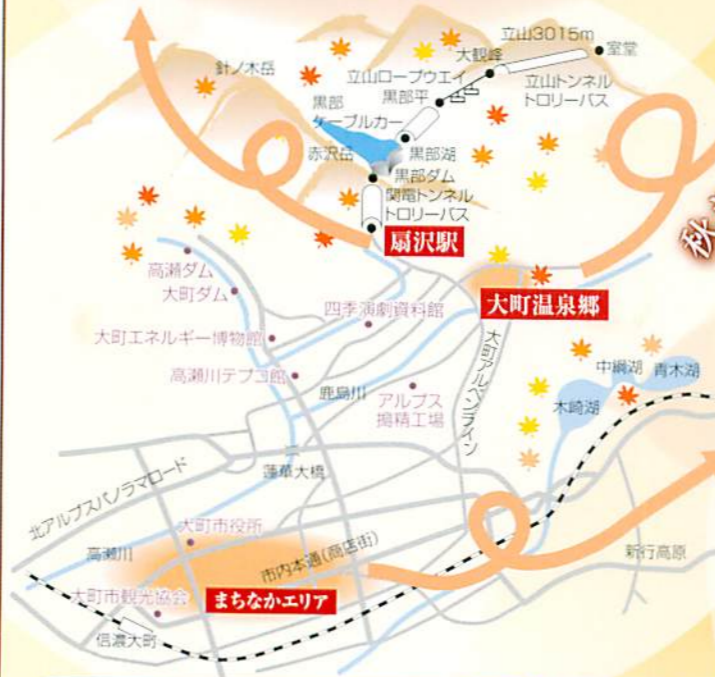 立山3015m
室堂
大観峰
針ノ木岳
立山ロープウエイ
立山トンネル
トロリーバス
黒部平
黒部
ケーブルカー
赤沢岳
黒部湖
黒部ダム
関電トンネル
トロリーバス
扇沢駅
秋
高瀬ダム
大町ダム
大町温泉郷
四季演劇資料館
大町エネルギー博物館
大町アルペンライン
中綱湖
青木湖
高瀬川テプコ館
鹿島川
アルプス
搗精工場
木崎湖
蓮華大橋
北アルプスパノラマロード
大町市役所
高瀬川
市内本通(商店街)
新行高原
大町市観光協会
まちなかエリア
信濃大町